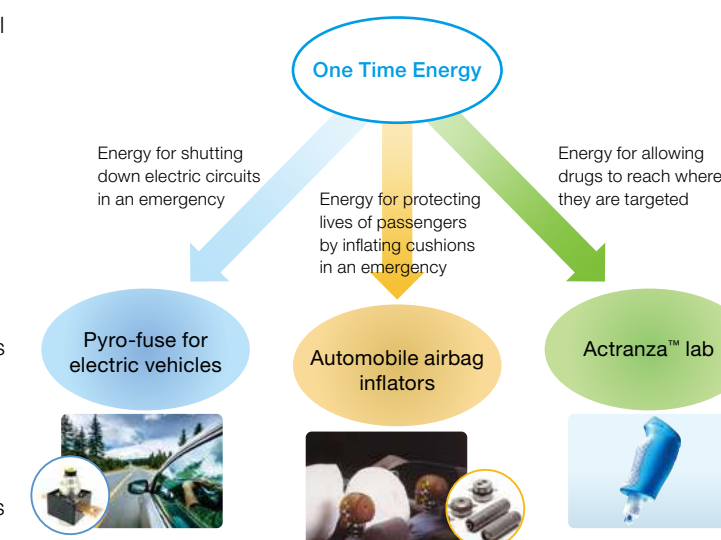 One Time Energy
Energy for shutting
down electric circuits
in an emergency
Energy for protecting
lives of passengers
by inflating cushions
in an emergency
Energy for allowing
drugs to reach where
they are targeted
Pyro-fuse for
electric vehicles
Automobile airbag
inflators
Actranza™ lab